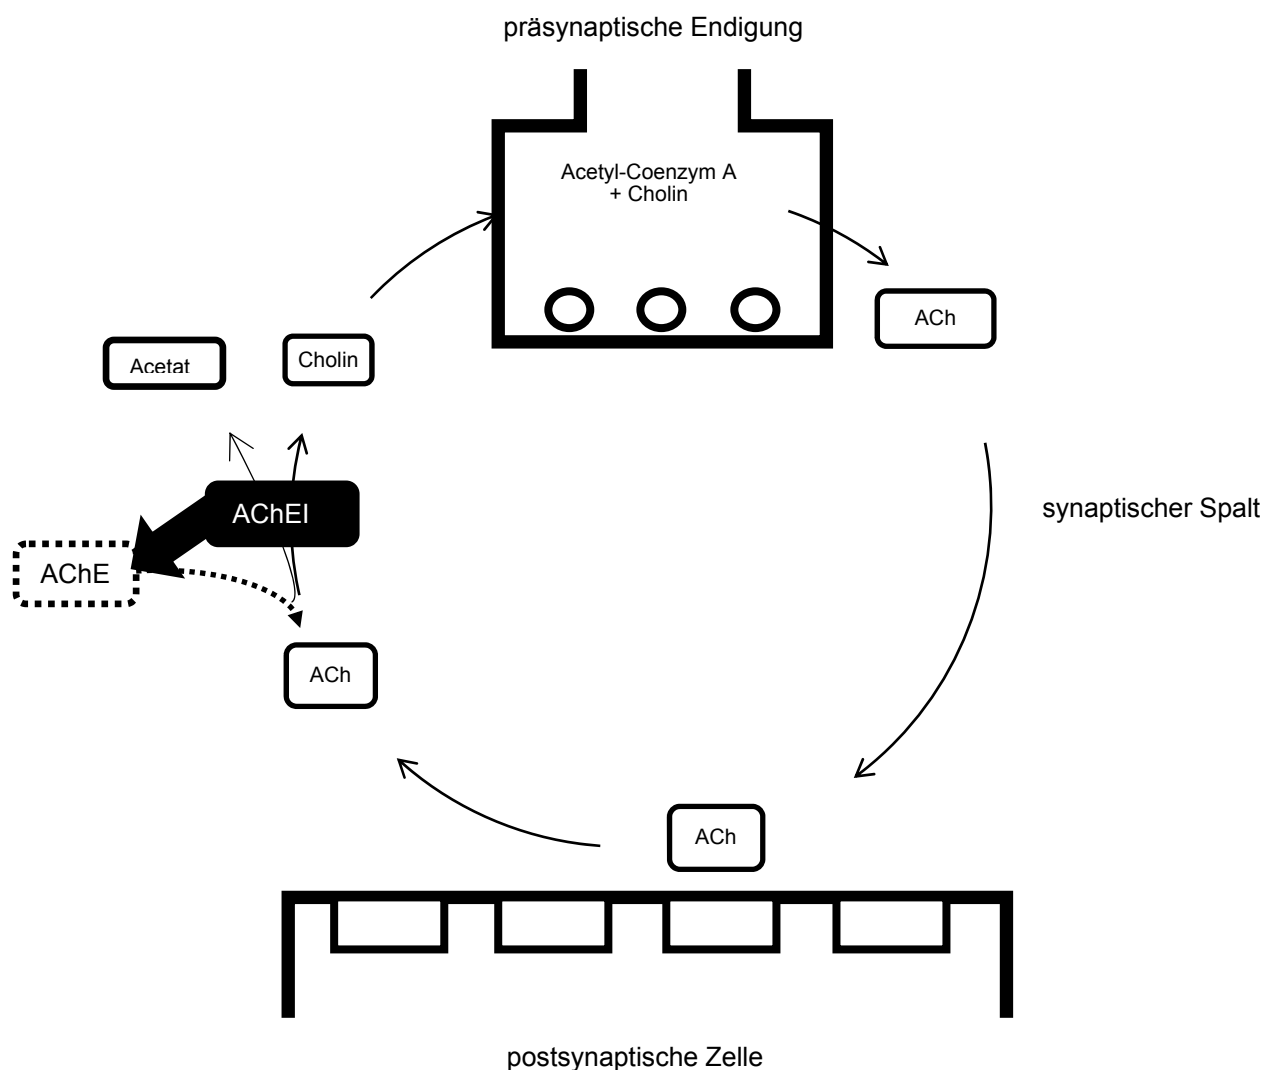 präsynaptische Endigung
Acetyl-Coenzym A
+ Cholin
ACh
Acetat
Cholin
synaptischer Spalt
AChEI
AChE
ACh
ACh
postsynaptische Zelle